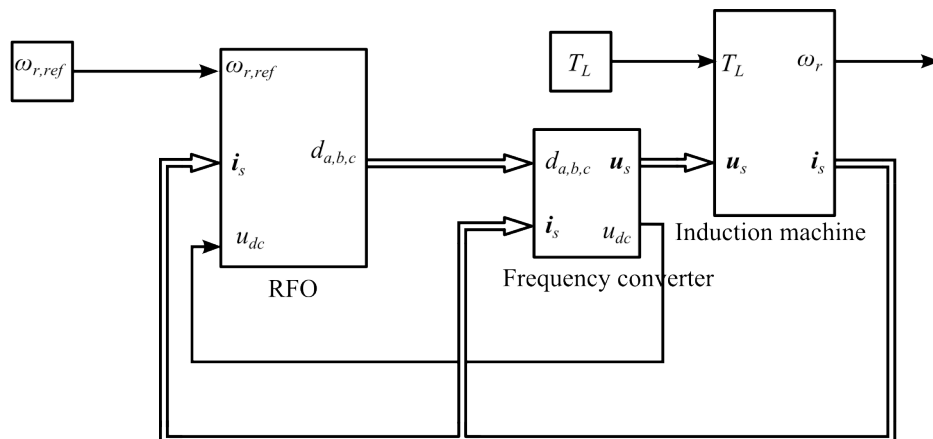 ω_{r,ref}
ω_{r,ref}
i_s
d_{a,b,c}
u_{dc}
RFO
T_L
T_L
ω_r
u_s
i_s
Induction machine
d_{a,b,c}
u_s
i_s
u_{dc}
Frequency converter